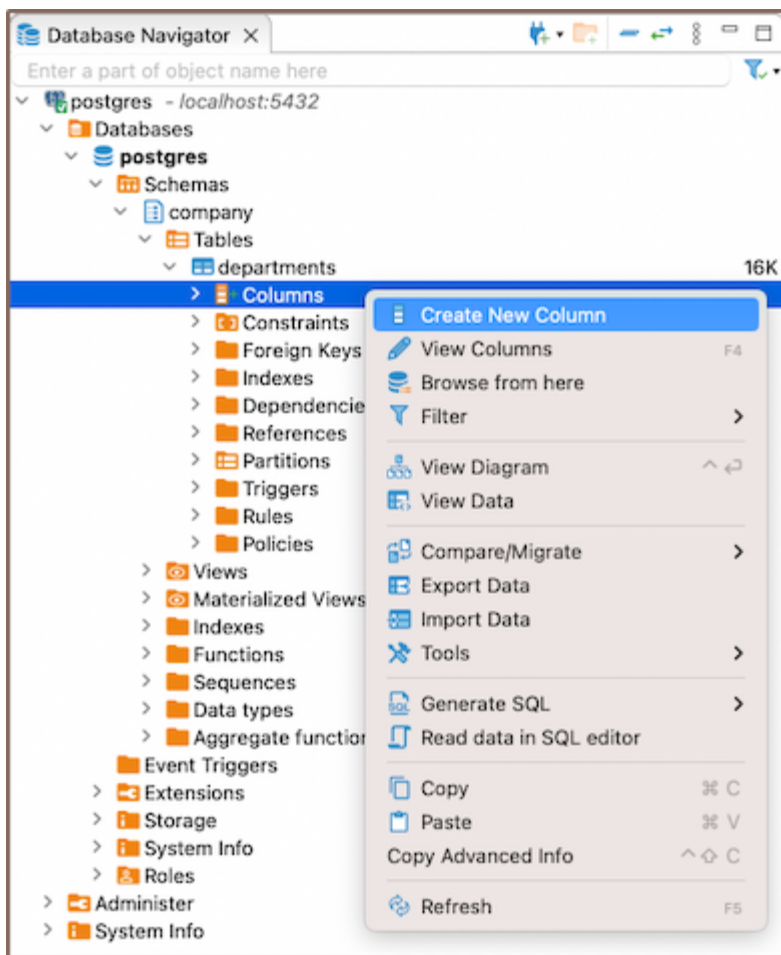 Database Navigator
Enter a part of object name here
postgres - localhost:5432
Databases
postgres
Schemas
company
Tables
departments 16K
Columns
Constraints
Foreign Keys
Indexes
Dependencie
References
Partitions
Triggers
Rules
Policies
Views
Materialized Views
Indexes
Functions
Sequences
Data types
Aggregate function
Event Triggers
Extensions
Storage
System Info
Roles
Administer
System Info
Create New Column
View Columns F4
Browse from here
Filter
View Diagram ^ ↩
View Data
Compare/Migrate
Export Data
Import Data
Tools
Generate SQL
Read data in SQL editor
Copy ⌘ C
Paste ⌘ V
Copy Advanced Info ^ ⇧ C
Refresh F5